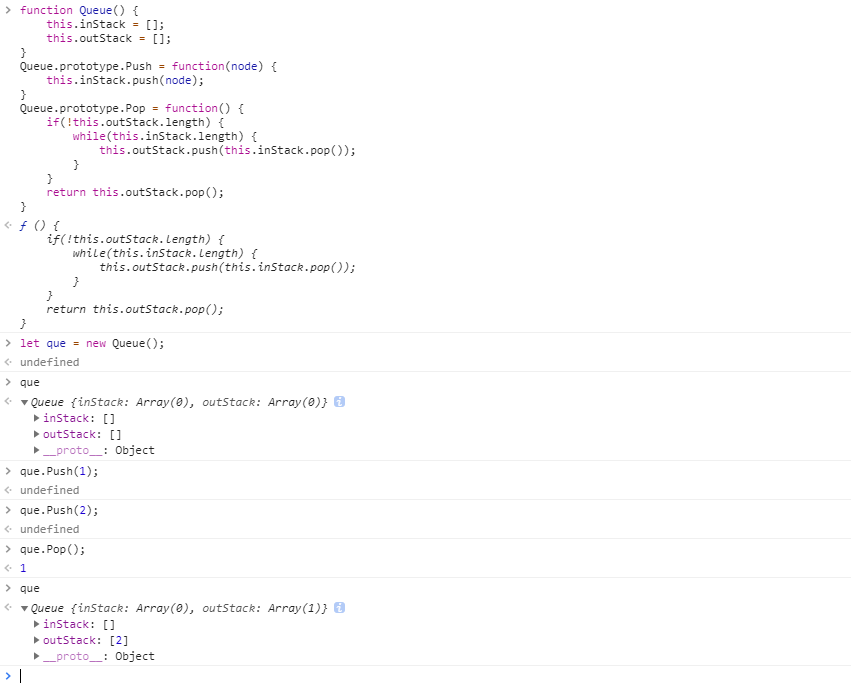 > function Queue() {
    this.inStack = [];
    this.outStack = [];
}
Queue.prototype.Push = function(node) {
    this.inStack.push(node);
}
Queue.prototype.Pop = function() {
    if(!this.outStack.length) {
        while(this.inStack.length) {
            this.outStack.push(this.inStack.pop());
        }
    }
    return this.outStack.pop();
}
ƒ () {
    if(!this.outStack.length) {
        while(this.inStack.length) {
            this.outStack.push(this.inStack.pop());
        }
    }
    return this.outStack.pop();
}
> let que = new Queue();
undefined
> que
▼Queue {inStack: Array(0), outStack: Array(0)} i
▶inStack: []
▶outStack: []
▶__proto__: Object
> que.Push(1);
undefined
> que.Push(2);
undefined
> que.Pop();
1
> que
▼Queue {inStack: Array(0), outStack: Array(1)} i
▶inStack: []
▶outStack: [2]
▶__proto__: Object
>